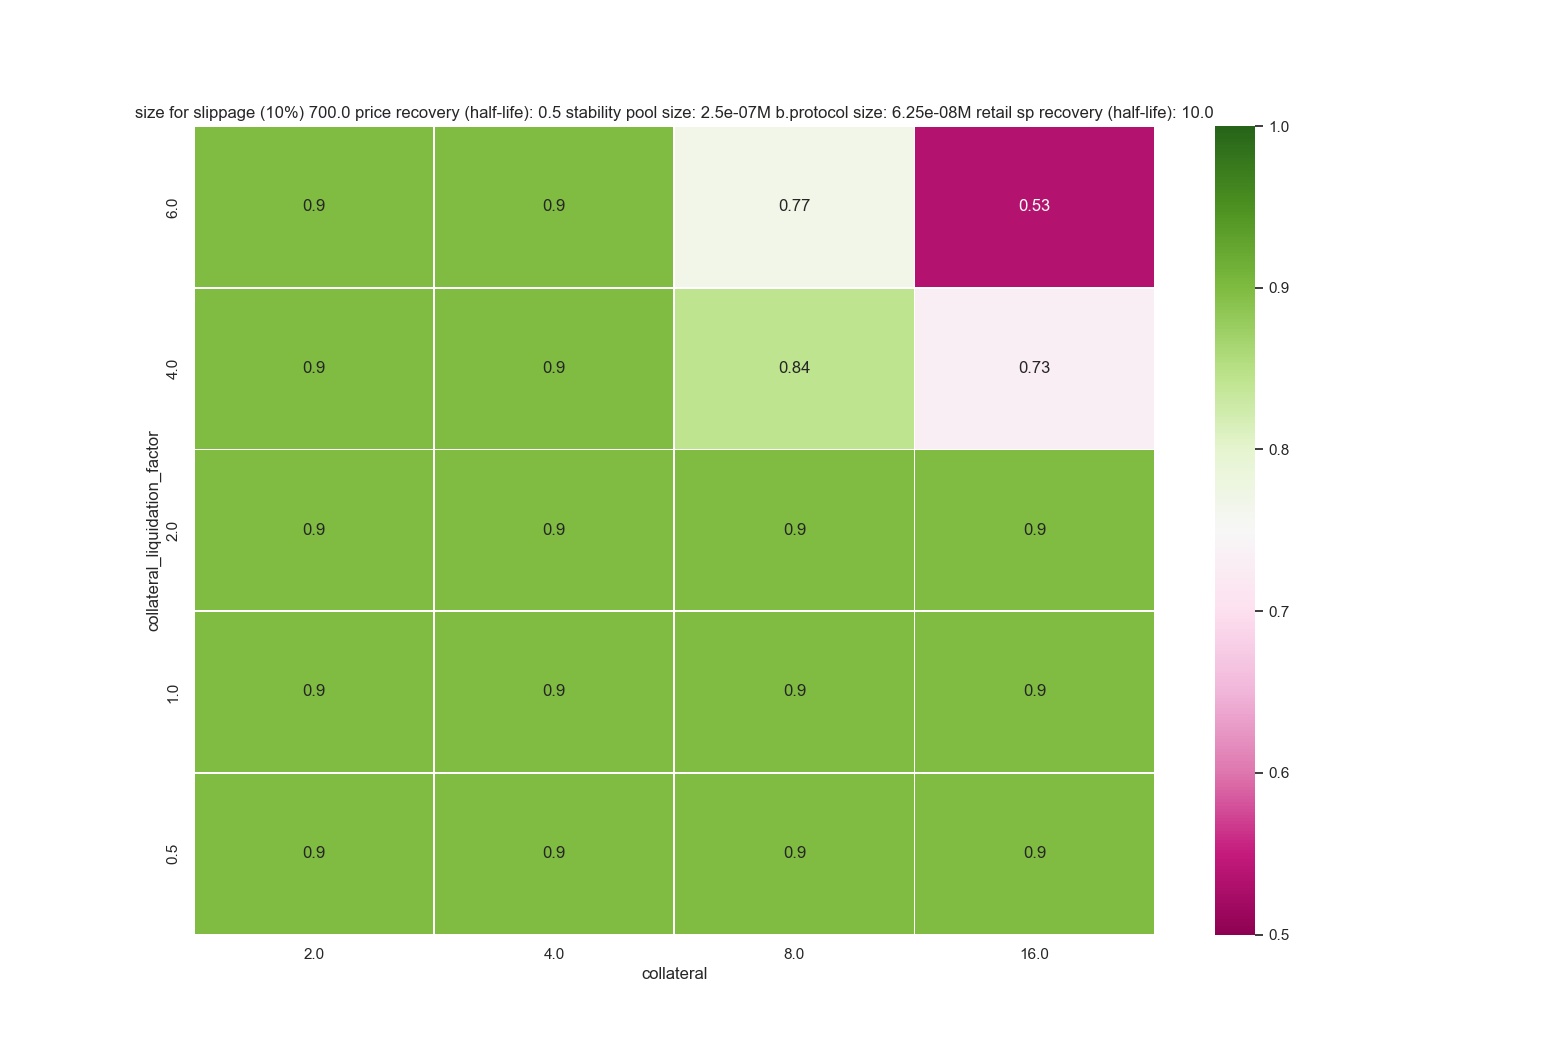 size for slippage (10%) 700.0 price recovery (half-life): 0.5 stability pool size: 2.5e-07M b.protocol size: 6.25e-08M retail sp recovery (half-life): 10.0
1.0
6.0
0.9 0.9 0.77 0.53
0.9
4.0
0.9 0.9 0.84 0.73
0.8
collateral_liquidation_factor
2.0
0.9 0.9 0.9 0.9
0.7
1.0
0.9 0.9 0.9 0.9
0.6
0.5
0.9 0.9 0.9 0.9
0.5
2.0 4.0 8.0 16.0
collateral